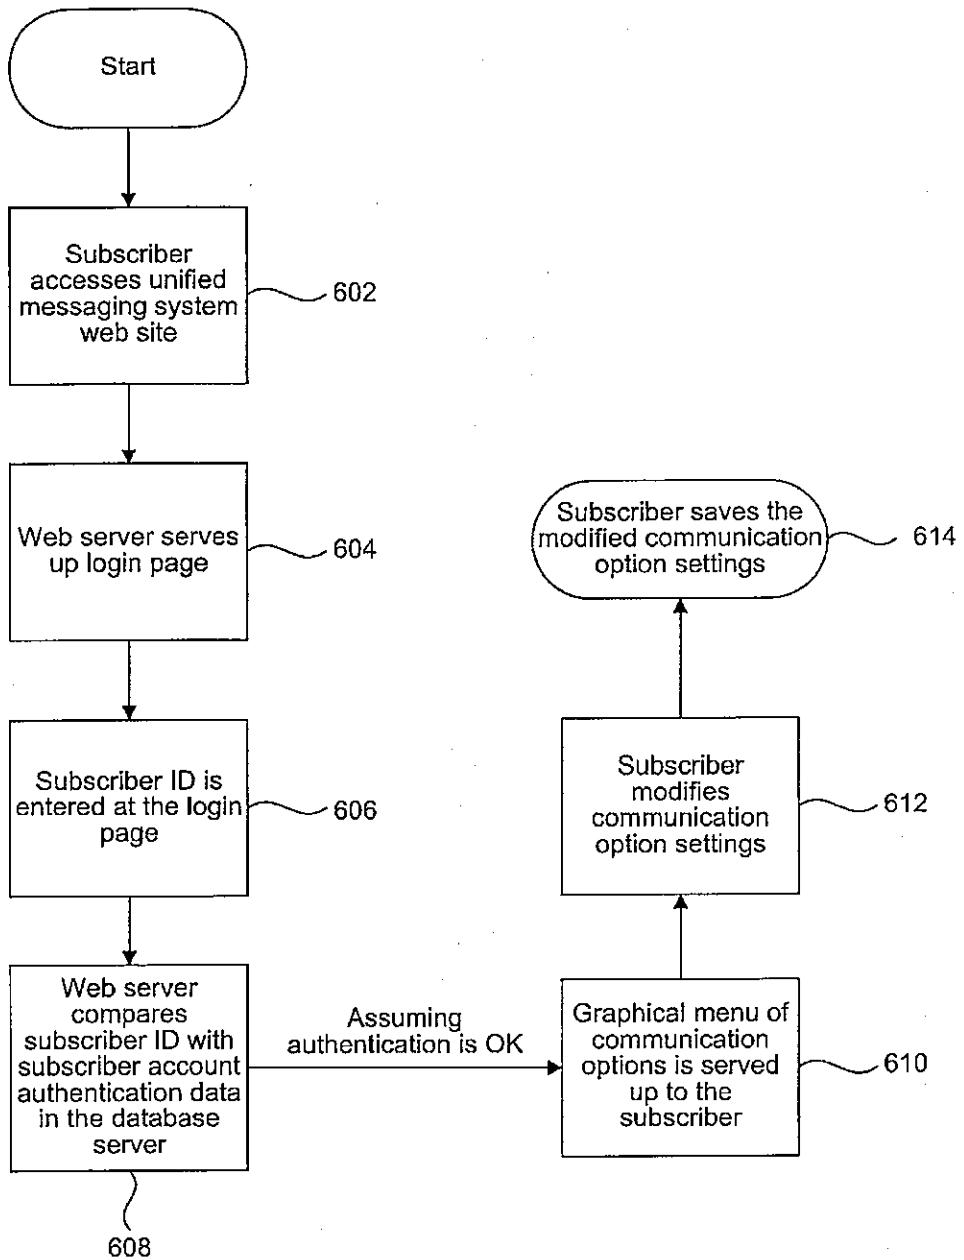 Start
Subscriber
accesses unified
messaging system
web site
602
Web server serves
up login page
604
Subscriber ID is
entered at the login
page
606
Web server
compares
subscriber ID with
subscriber account
authentication data
in the database
server
608
Assuming
authentication is OK
Graphical menu of
communication
options is served
up to the
subscriber
610
Subscriber
modifies
communication
option settings
612
Subscriber saves the
modified communication
option settings
614